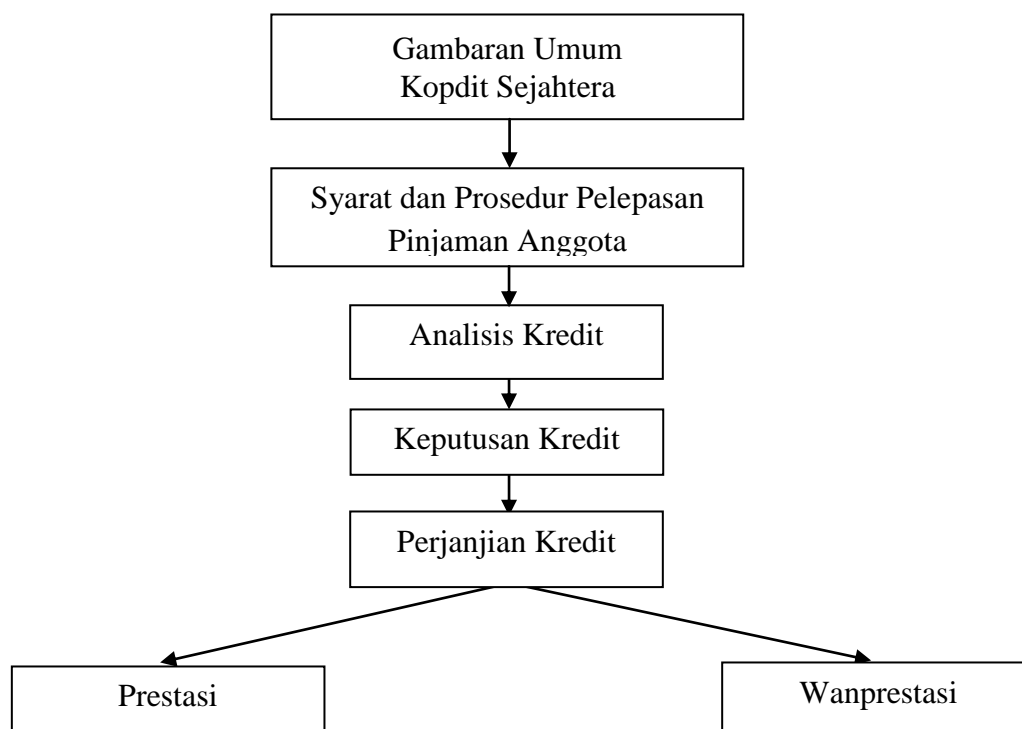 Gambaran Umum
Kopdit Sejahtera
Syarat dan Prosedur Pelepasan
Pinjaman Anggota
Analisis Kredit
Keputusan Kredit
Perjanjian Kredit
Prestasi
Wanprestasi